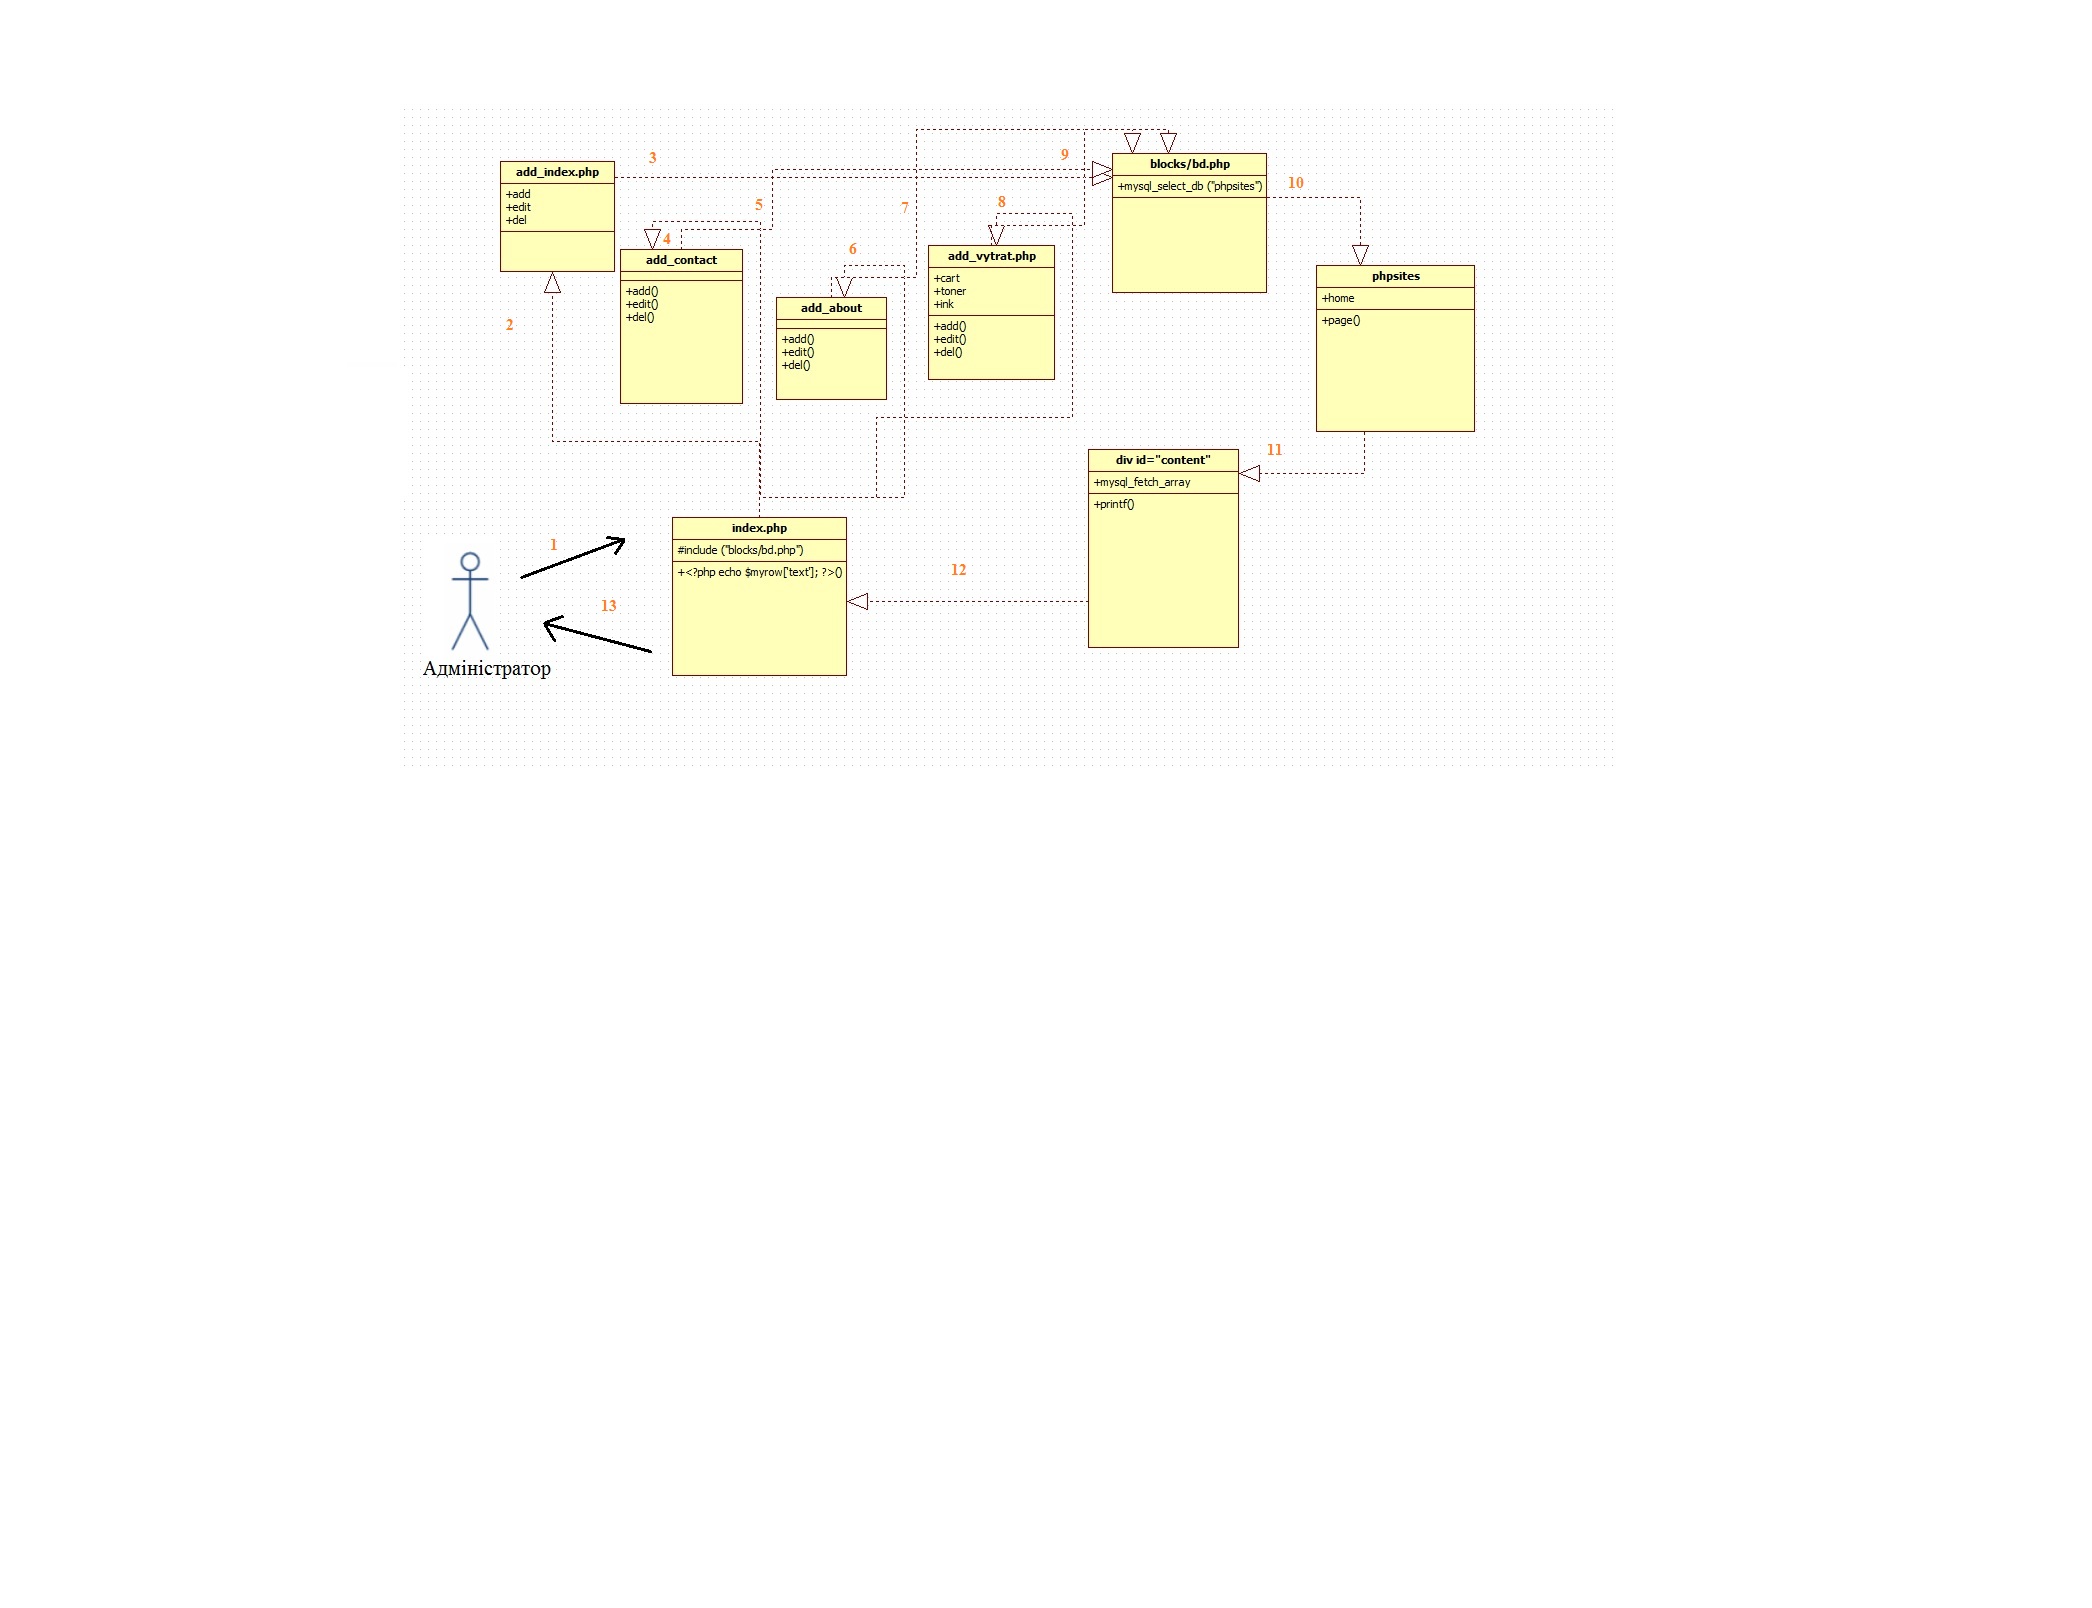 3
9
add_index.php
+add
+edit
+del
blocks/bd.php
+mysql_select_db ("phpsites")
10
5
7
8
4
6
add_contact
+add()
+edit()
+del()
add_about
+add()
+edit()
+del()
add_vytrat.php
+cart
+toner
+ink
+add()
+edit()
+del()
phpsites
+home
+page()
2
11
div id="content"
+mysql_fetch_array
+printf()
1
index.php
#include ("blocks/bd.php")
+<?php echo $myrow['text']; ?>()
12
13
Адміністратор